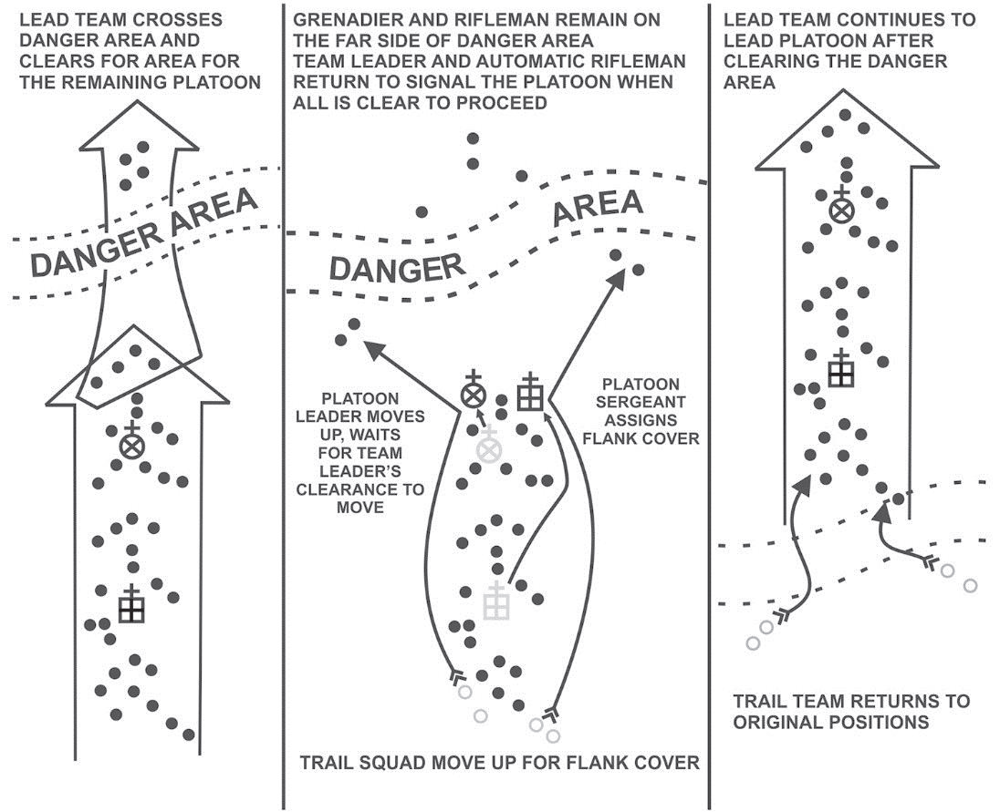 LEAD TEAM CROSSES
DANGER AREA AND
CLEARS FOR AREA FOR
THE REMAINING PLATOON
DANGER AREA
GRENADIER AND RIFLEMAN REMAIN ON
THE FAR SIDE OF DANGER AREA
TEAM LEADER AND AUTOMATIC RIFLEMAN
RETURN TO SIGNAL THE PLATOON WHEN
ALL IS CLEAR TO PROCEED
DANGER AREA
PLATOON
LEADER MOVES
UP, WAITS
FOR TEAM
LEADER'S
CLEARANCE TO
MOVE
PLATOON
SERGEANT
ASSIGNS
FLANK COVER
TRAIL SQUAD MOVE UP FOR FLANK COVER
LEAD TEAM CONTINUES TO
LEAD PLATOON AFTER
CLEARING THE DANGER
AREA
TRAIL TEAM RETURNS TO
ORIGINAL POSITIONS